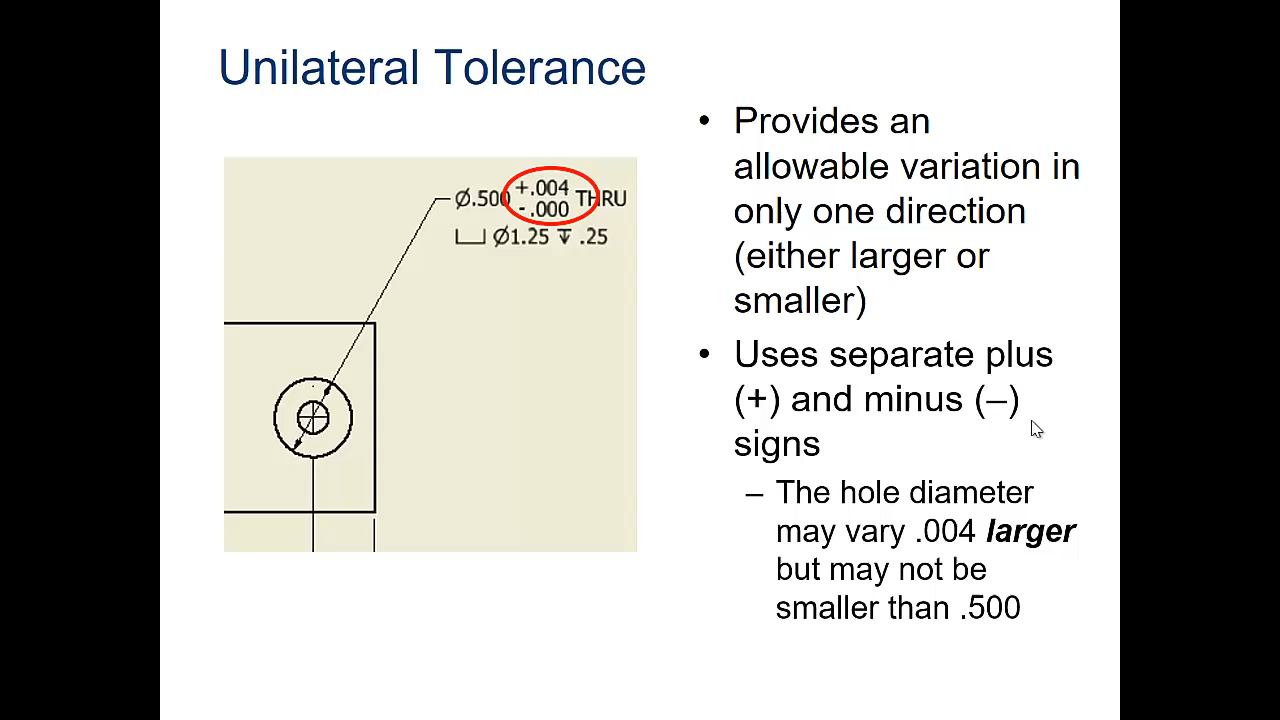 Unilateral Tolerance
• Provides an
allowable variation in
only one direction
(either larger or
smaller)
• Uses separate plus
(+) and minus (–)
signs
– The hole diameter
may vary .004 larger
but may not be
smaller than .500
+.004
Ø.500 THRU
- .000
⌴ Ø1.25 ↧ .25